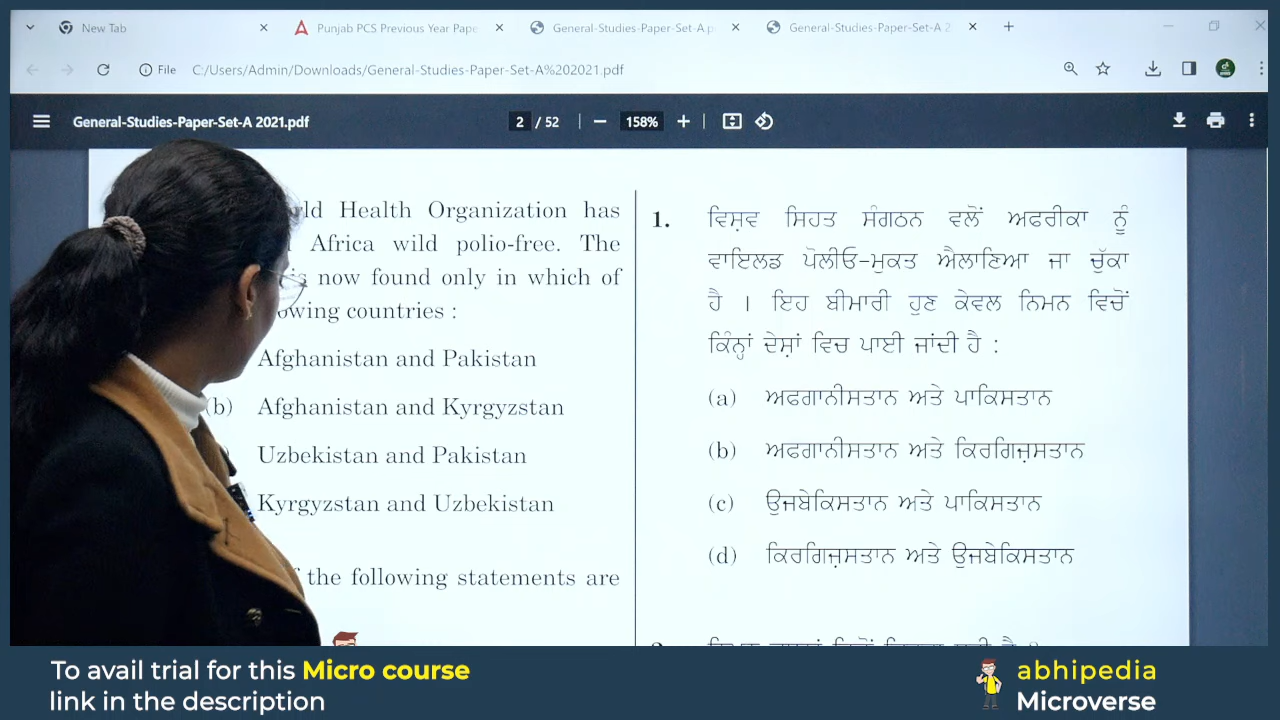 New Tab
Punjab PCS Previous Year Pape
General-Studies-Paper-Set-A.p
General-Studies-Paper-Set-A 2
File C:/Users/Admin/Downloads/General-Studies-Paper-Set-A%202021.pdf
General-Studies-Paper-Set-A 2021.pdf
2 / 52
158%
Health Organization has
Africa wild polio-free. The
now found only in which of
countries :
Afghanistan and Pakistan
(b) Afghanistan and Kyrgyzstan
Uzbekistan and Pakistan
Kyrgyzstan and Uzbekistan
the following statements are
1. ਵਿਸ਼ਵ ਸਿਹਤ ਸੰਗਠਨ ਵਲੋਂ ਅਫਰੀਕਾ ਨੂੰ
ਵਾਇਲਡ ਪੋਲੀਓ-ਮੁਕਤ ਐਲਾਣਿਆ ਜਾ ਚੁੱਕਾ
ਹੈ । ਇਹ ਬੀਮਾਰੀ ਹੁਣ ਕੇਵਲ ਨਿਮਨ ਵਿਚੋਂ
ਕਿੰਨ੍ਹਾਂ ਦੇਸ਼ਾਂ ਵਿਚ ਪਾਈ ਜਾਂਦੀ ਹੈ :
(a) ਅਫਗਾਨੀਸਤਾਨ ਅਤੇ ਪਾਕਿਸਤਾਨ
(b) ਅਫਗਾਨੀਸਤਾਨ ਅਤੇ ਕਿਰਗਿਜ਼ਸਤਾਨ
(c) ਉਜਬੇਕਿਸਤਾਨ ਅਤੇ ਪਾਕਿਸਤਾਨ
(d) ਕਿਰਗਿਜ਼ਸਤਾਨ ਅਤੇ ਉਜਬੇਕਿਸਤਾਨ
To avail trial for this Micro course
link in the description
abhipedia
Microverse